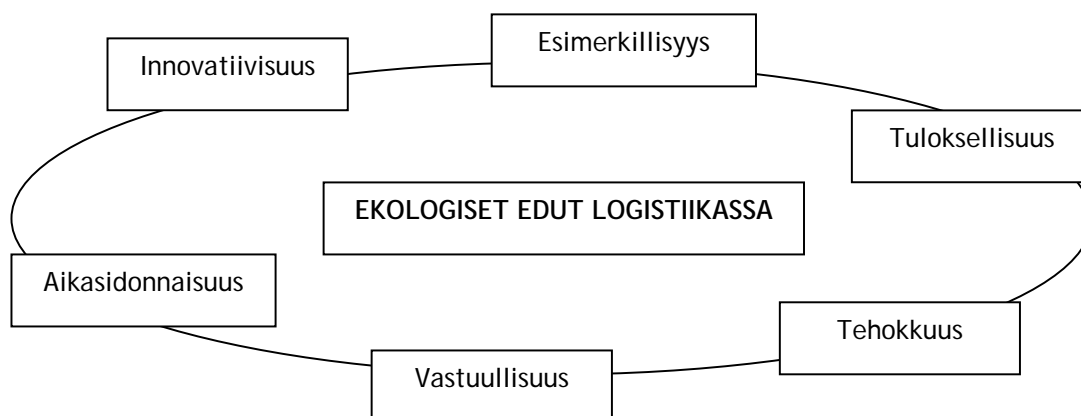 Esimerkillisyys
Innovatiivisuus
Tuloksellisuus
EKOLOGISET EDUT LOGISTIIKASSA
Aikasidonnaisuus
Tehokkuus
Vastuullisuus